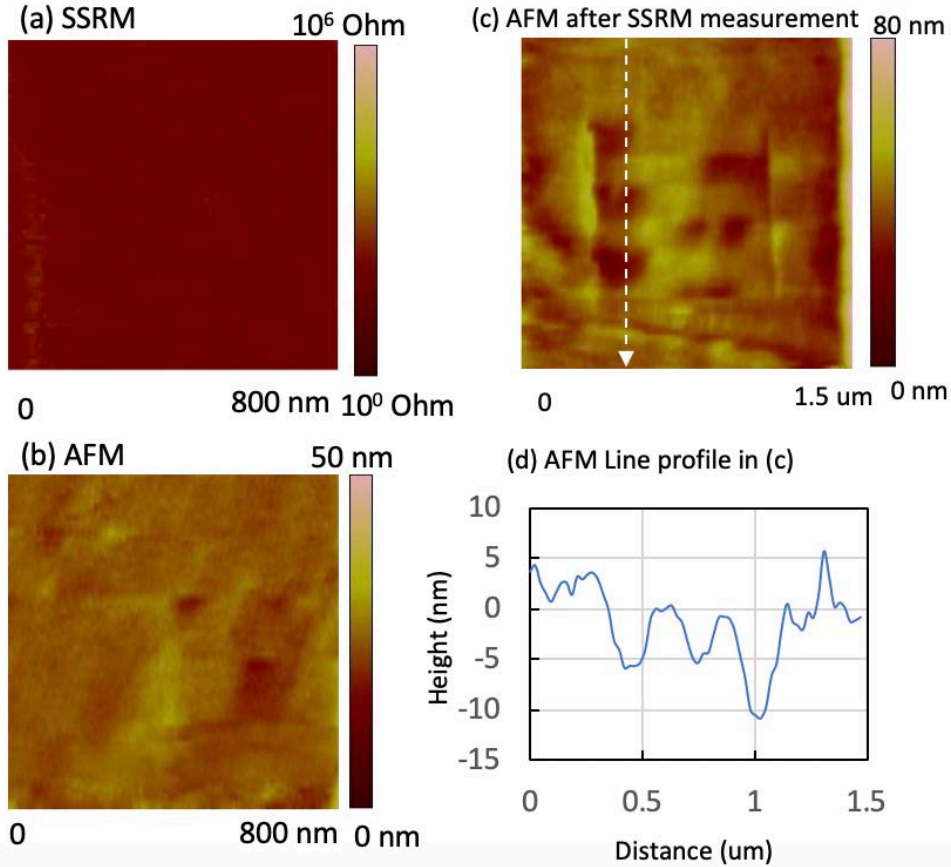 (a) SSRM
10⁶ Ohm
0
800 nm
10⁰ Ohm
(c) AFM after SSRM measurement
80 nm
0
1.5 um
0 nm
(b) AFM
50 nm
0
800 nm
0 nm
(d) AFM Line profile in (c)
Height (nm)
10
5
0
-5
-10
-15
0
0.5
1
1.5
Distance (um)